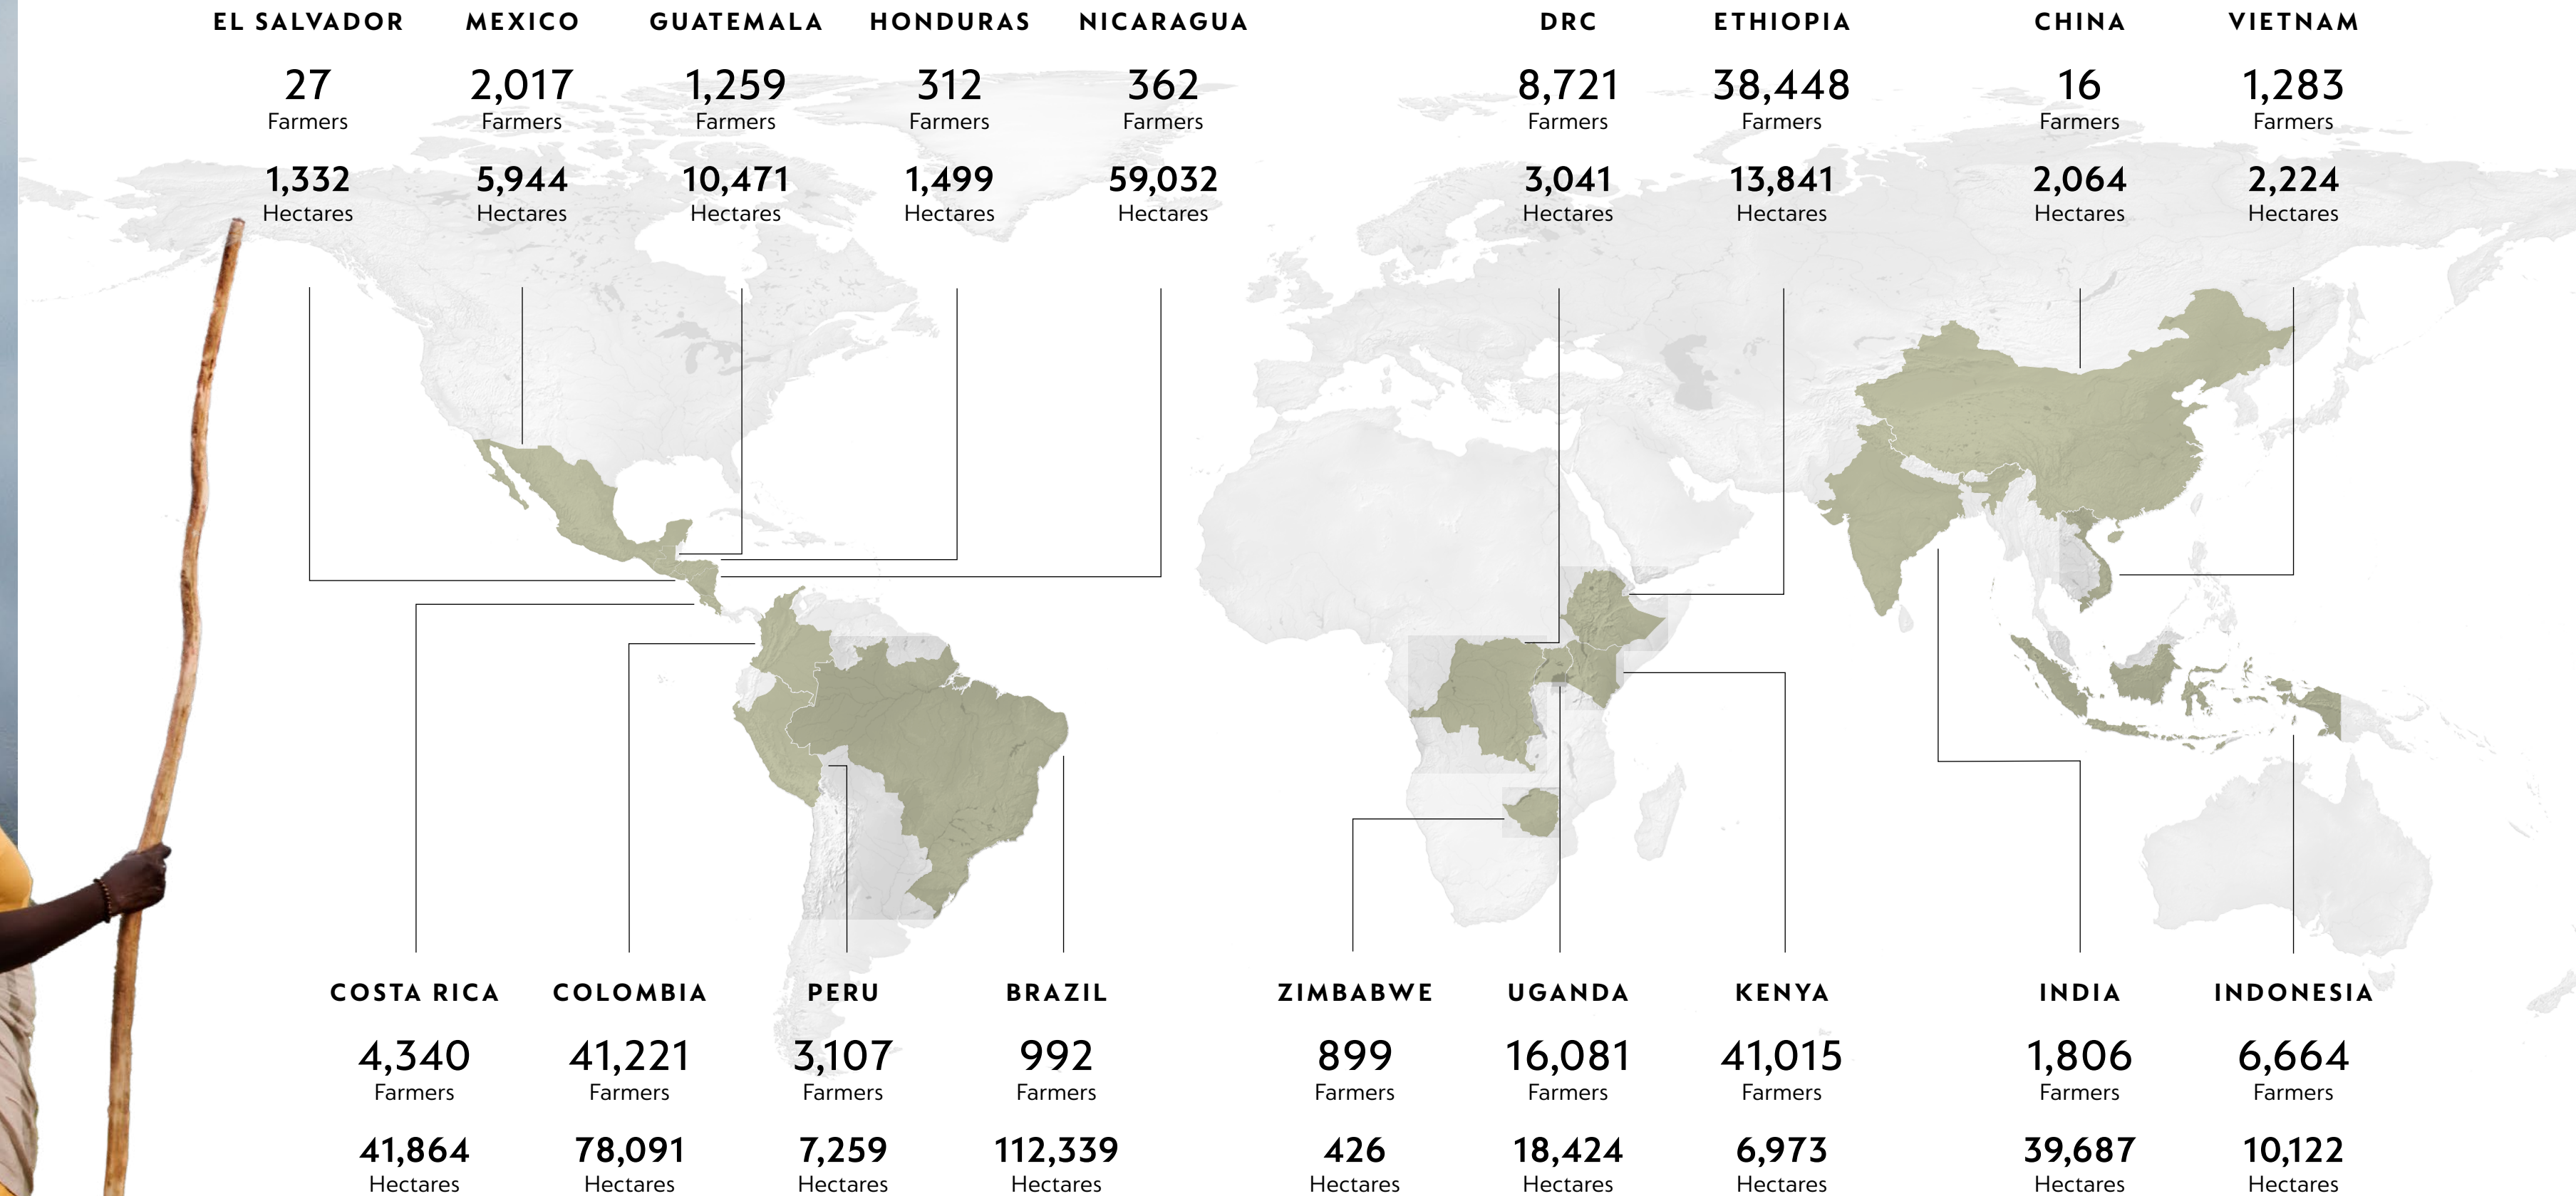 EL SALVADOR MEXICO GUATEMALA HONDURAS NICARAGUA DRC ETHIOPIA CHINA VIETNAM
27 2,017 1,259 312 362 8,721 38,448 16 1,283
Farmers Farmers Farmers Farmers Farmers Farmers Farmers Farmers Farmers
1,332 5,944 10,471 1,499 59,032 3,041 13,841 2,064 2,224
Hectares Hectares Hectares Hectares Hectares Hectares Hectares Hectares Hectares
COSTA RICA COLOMBIA PERU BRAZIL ZIMBABWE UGANDA KENYA INDIA INDONESIA
4,340 41,221 3,107 992 899 16,081 41,015 1,806 6,664
Farmers Farmers Farmers Farmers Farmers Farmers Farmers Farmers Farmers
41,864 78,091 7,259 112,339 426 18,424 6,973 39,687 10,122
Hectares Hectares Hectares Hectares Hectares Hectares Hectares Hectares Hectares